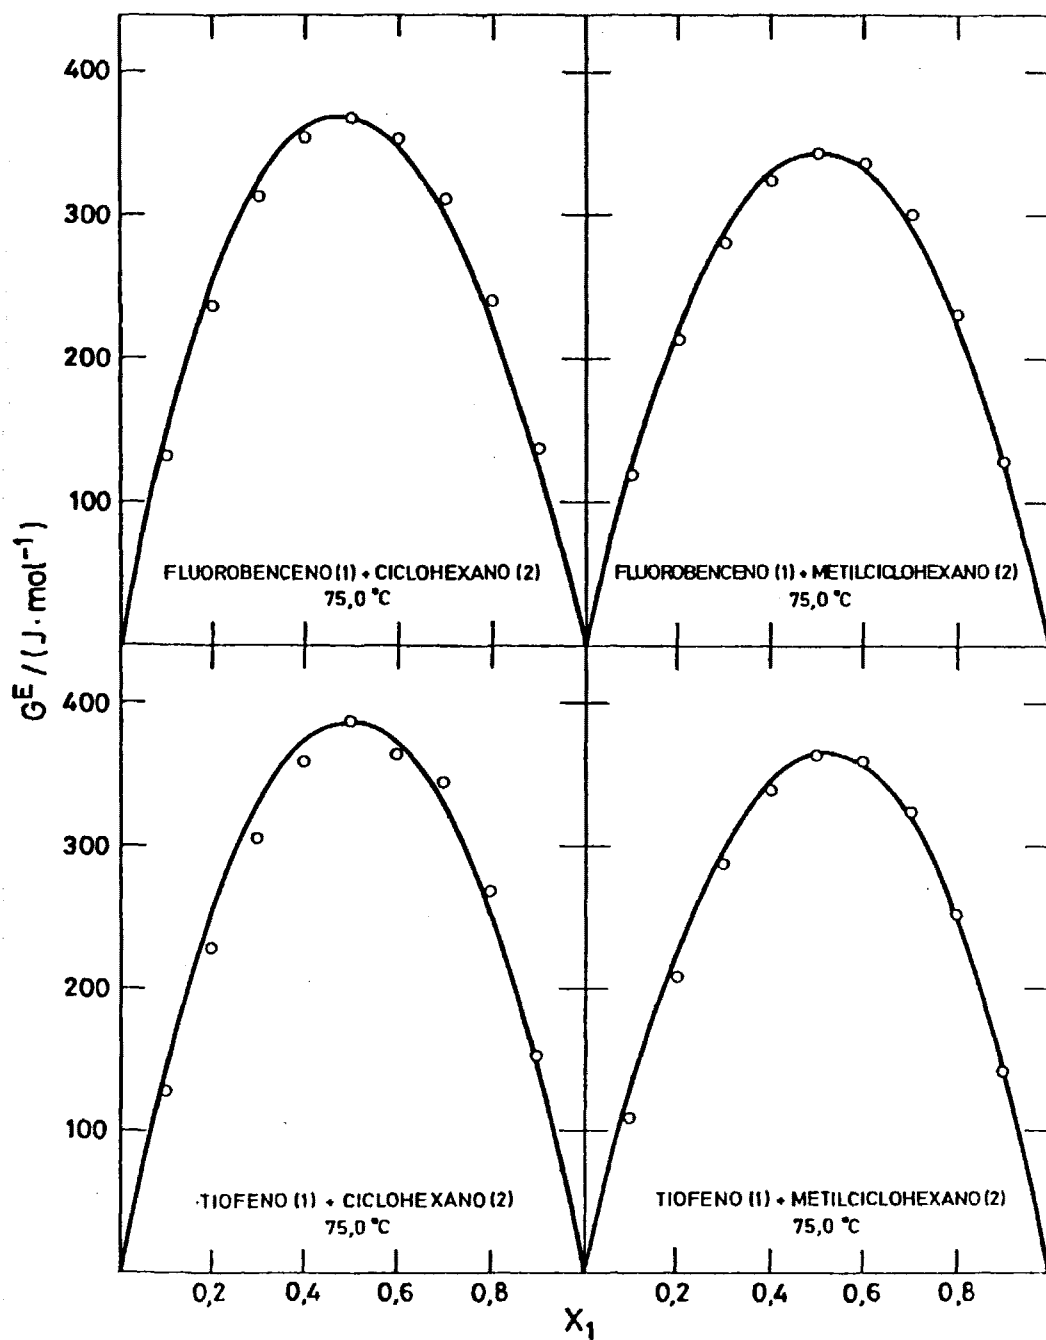 400
300
200
100
FLUOROBENCENO (1) + CICLOHEXANO (2)
75,0 °C
FLUOROBENCENO (1) + METILCICLOHEXANO (2)
75,0 °C
G^E / (J·mol⁻¹)
400
300
200
100
TIOFENO (1) + CICLOHEXANO (2)
75,0 °C
TIOFENO (1) + METILCICLOHEXANO (2)
75,0 °C
0,2 0,4 0,6 0,8 0,2 0,4 0,6 0,8
X₁